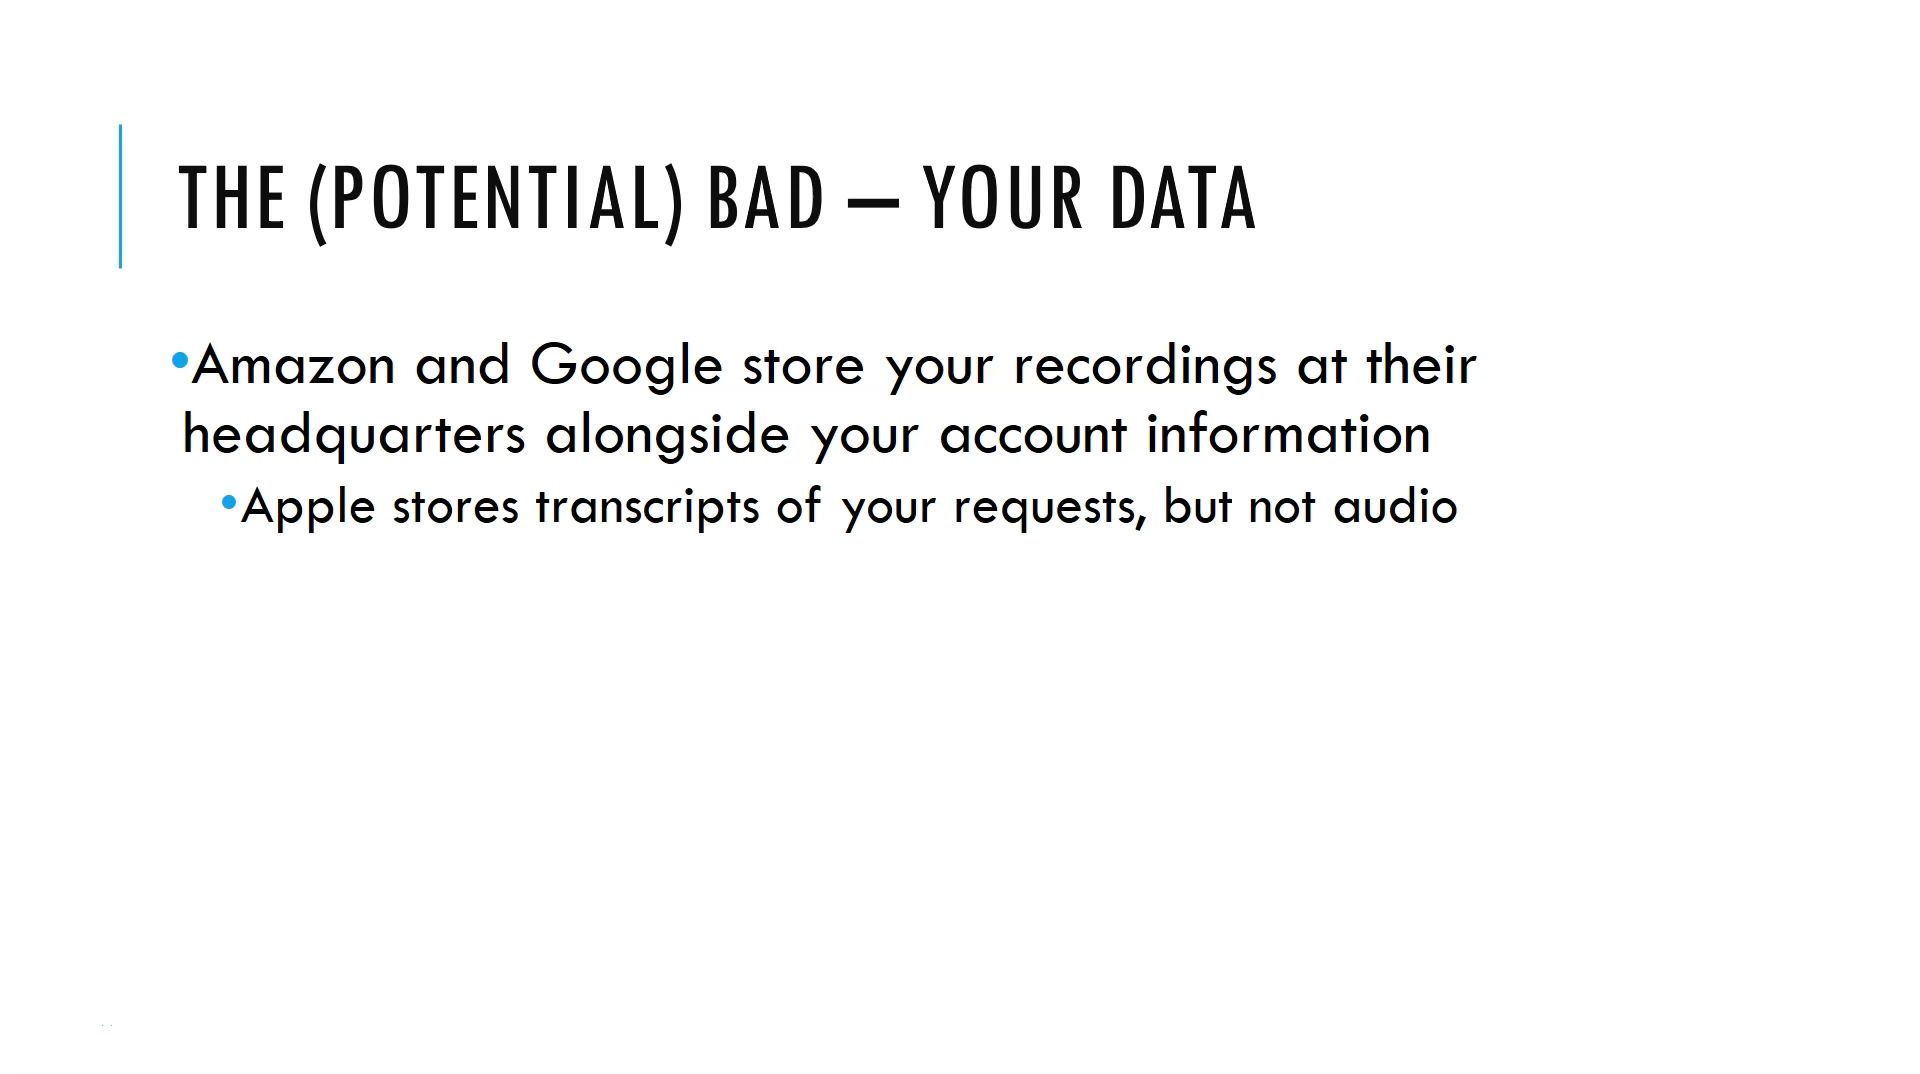 THE (POTENTIAL) BAD — YOUR DATA
•Amazon and Google store your recordings at their
headquarters alongside your account information
•Apple stores transcripts of your requests, but not audio